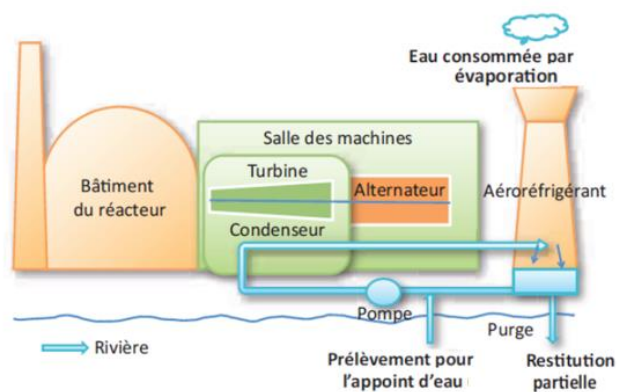 Eau consommée par
évaporation
Salle des machines
Turbine
Bâtiment
du réacteur
Alternateur
Aéroréfrigérant
Condenseur
Pompe
Purge
Rivière
Prélèvement pour
l'appoint d'eau
Restitution
partielle